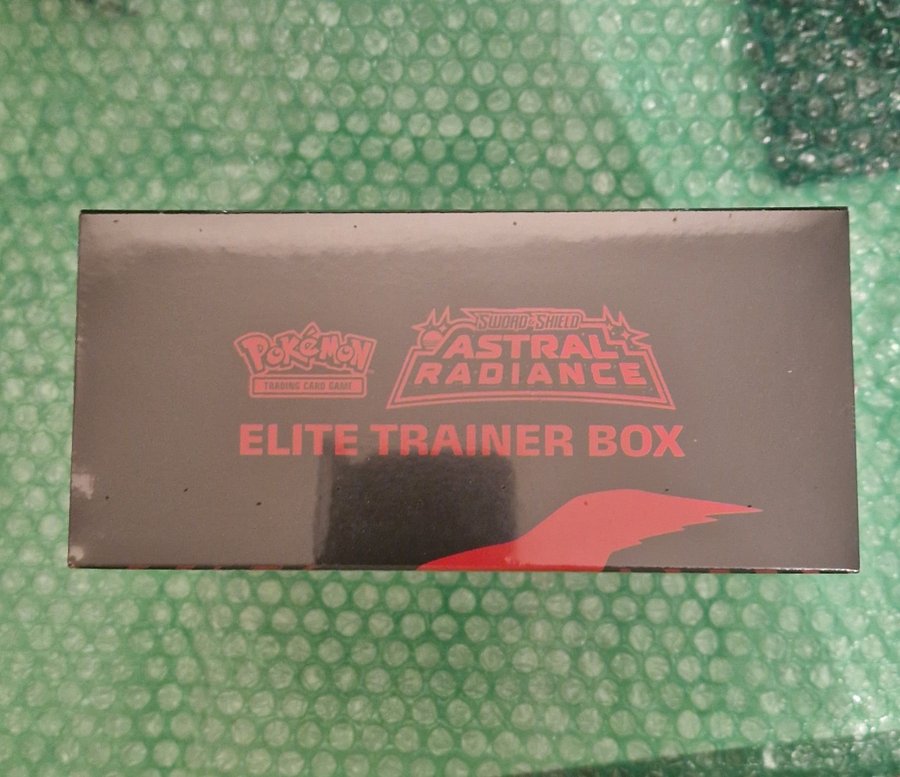 Pokémon
TRADING CARD GAME
SWORD & SHIELD
ASTRAL
RADIANCE
ELITE TRAINER BOX